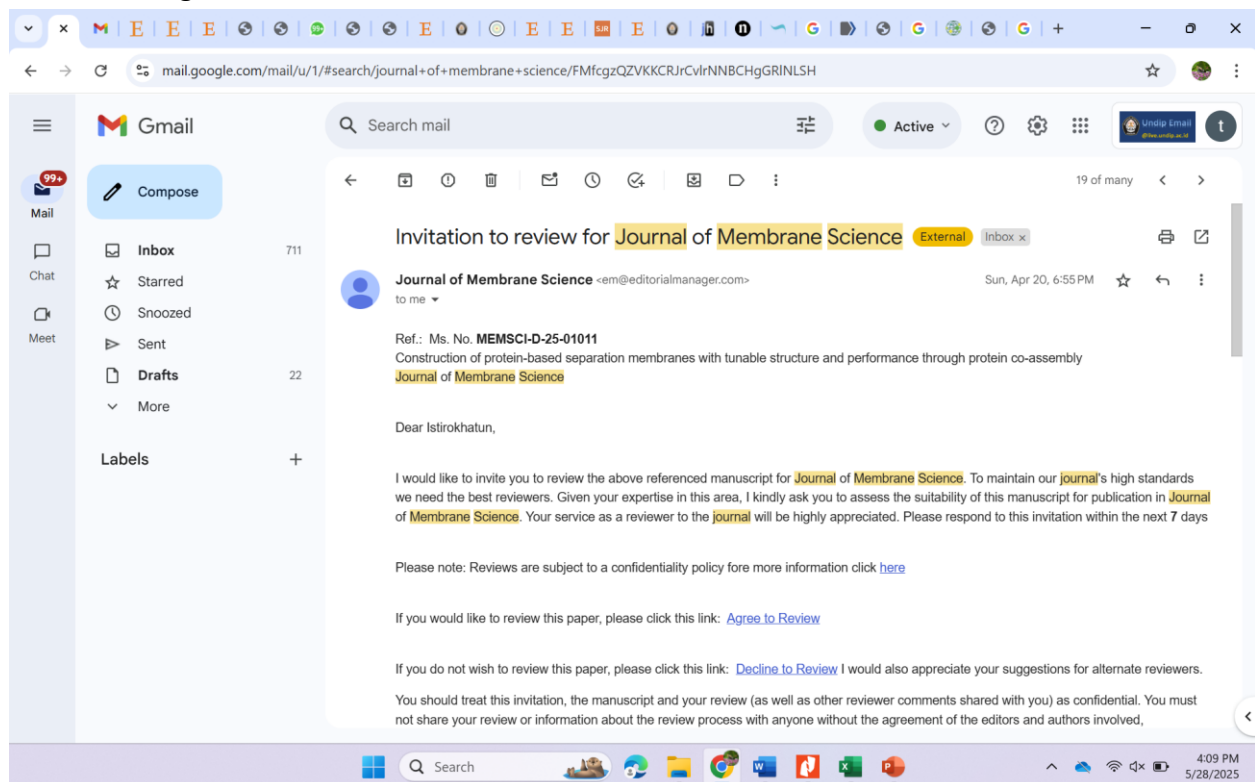 mail.google.com/mail/u/1/#search/journal+of+membrane+science/FMfcgzQZVKKCRJrCvlrNNBCHgGRlNLSH
Gmail
Search mail
Active
Undip Email
t
99+
Mail
Chat
Meet
Compose
Inbox 711
Starred
Snoozed
Sent
Drafts 22
More
Labels
19 of many
Invitation to review for Journal of Membrane Science External Inbox x
Journal of Membrane Science <em@editorialmanager.com> Sun, Apr 20, 6:55 PM
to me
Ref.: Ms. No. MEMSCI-D-25-01011
Construction of protein-based separation membranes with tunable structure and performance through protein co-assembly
Journal of Membrane Science
Dear Istirokhatun,
I would like to invite you to review the above referenced manuscript for Journal of Membrane Science. To maintain our journal's high standards
we need the best reviewers. Given your expertise in this area, I kindly ask you to assess the suitability of this manuscript for publication in Journal
of Membrane Science. Your service as a reviewer to the journal will be highly appreciated. Please respond to this invitation within the next 7 days
Please note: Reviews are subject to a confidentiality policy fore more information click here
If you would like to review this paper, please click this link: Agree to Review
If you do not wish to review this paper, please click this link: Decline to Review I would also appreciate your suggestions for alternate reviewers.
You should treat this invitation, the manuscript and your review (as well as other reviewer comments shared with you) as confidential. You must
not share your review or information about the review process with anyone without the agreement of the editors and authors involved,
Search
4:09 PM
5/28/2025